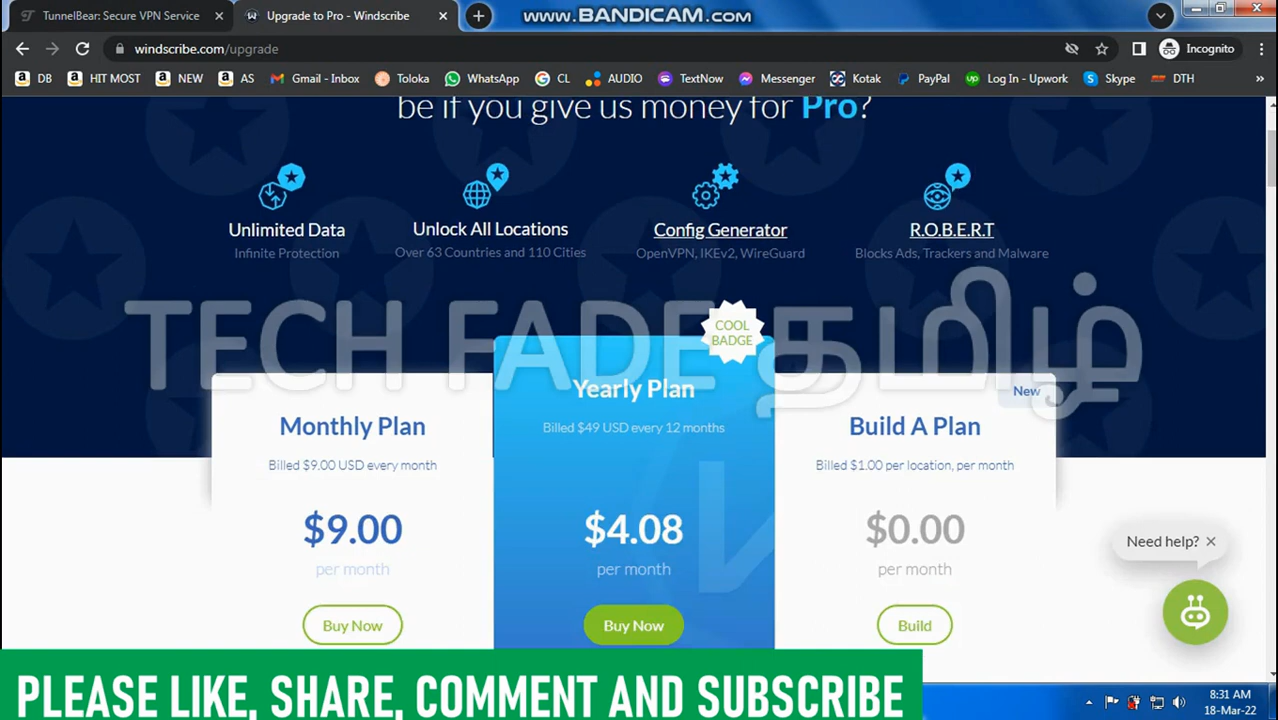 TunnelBear: Secure VPN Service
Upgrade to Pro - Windscribe
www.BANDICAM.com
windscribe.com/upgrade
Incognito
DB
HIT MOST
NEW
AS
Gmail - Inbox
Toloka
WhatsApp
CL
AUDIO
TextNow
Messenger
Kotak
PayPal
Log In - Upwork
Skype
DTH
»
be if you give us money for Pro?
Unlimited Data
Infinite Protection
Unlock All Locations
Over 63 Countries and 110 Cities
Config Generator
OpenVPN, IKEv2, WireGuard
R.O.B.E.R.T
Blocks Ads, Trackers and Malware
TECH FADE தமிழ்
COOL
BADGE
Monthly Plan
Billed $9.00 USD every month
$9.00
per month
Buy Now
Yearly Plan
Billed $49 USD every 12 months
$4.08
per month
Buy Now
New
Build A Plan
Billed $1.00 per location, per month
$0.00
per month
Build
Need help?
PLEASE LIKE, SHARE, COMMENT AND SUBSCRIBE
8:31 AM
18-Mar-22